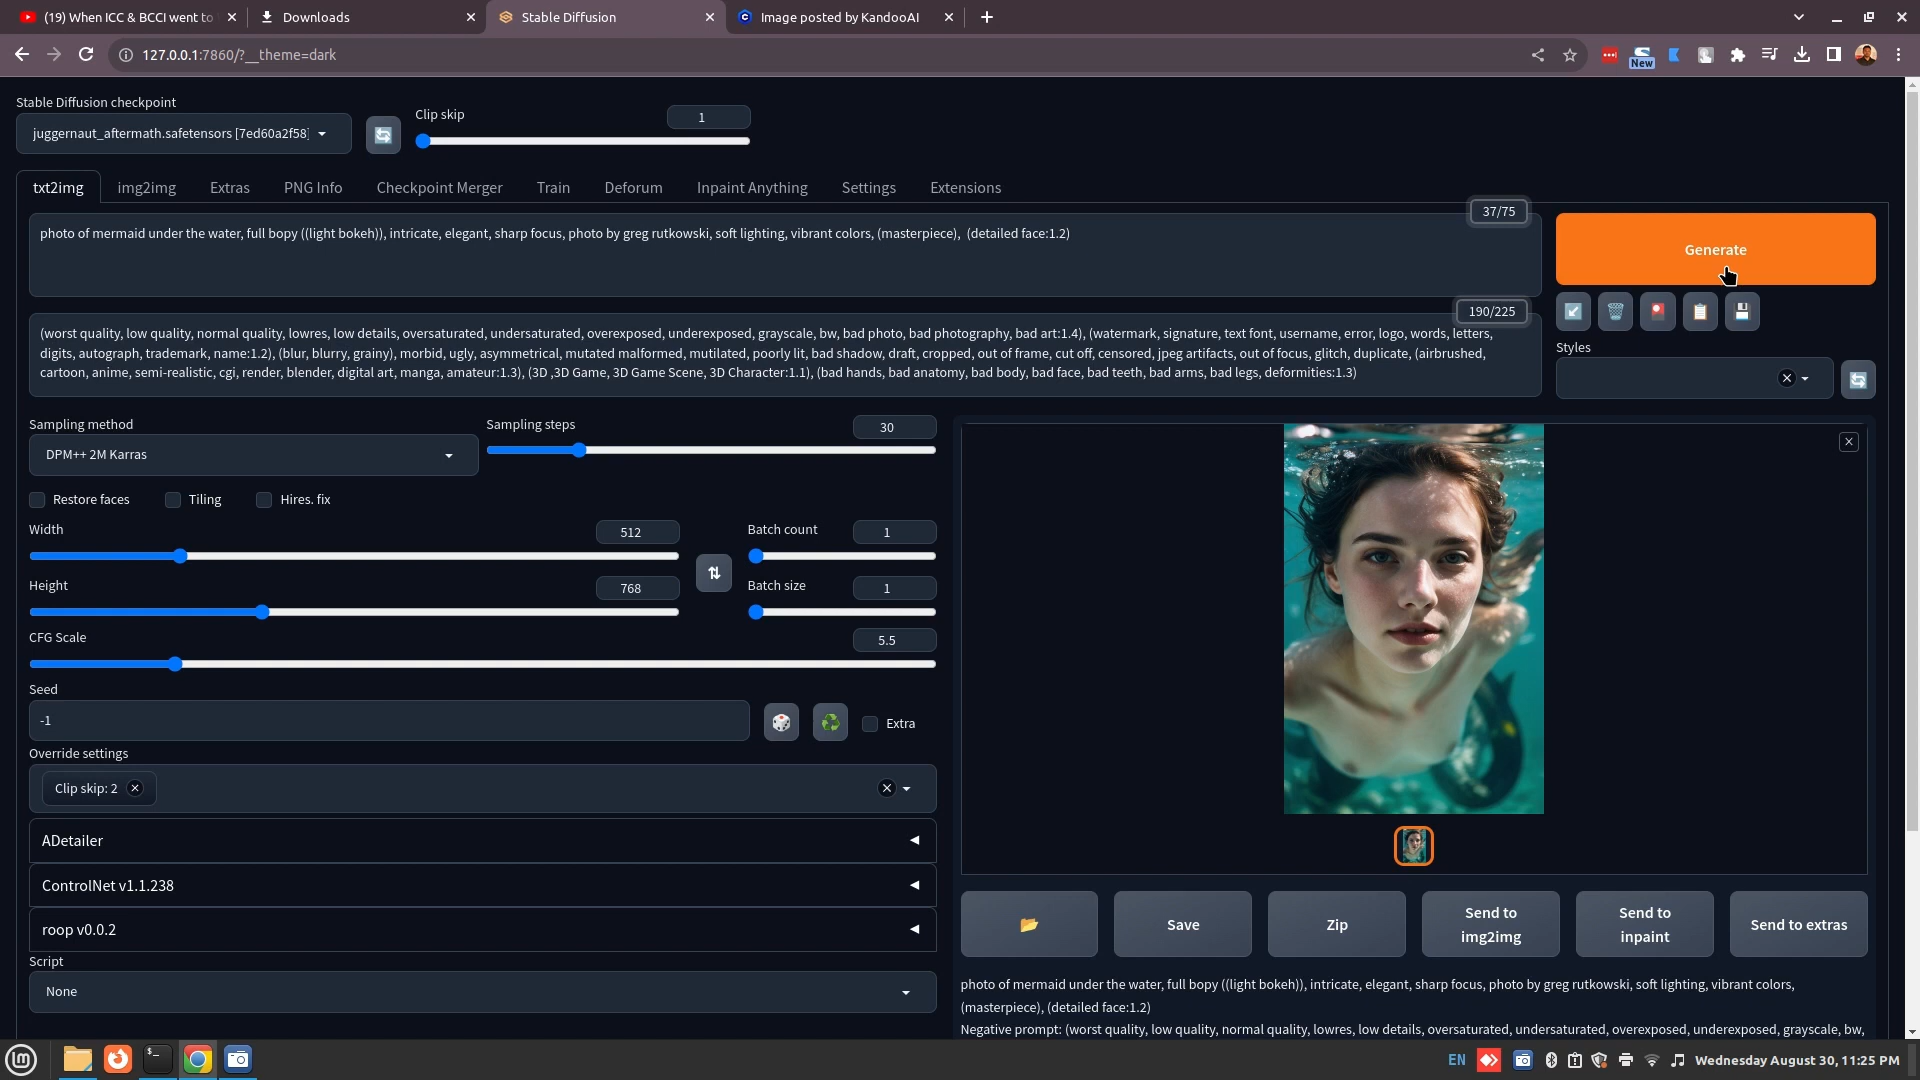 (19) When ICC & BCCI went to
Downloads
Stable Diffusion
Image posted by KandooAI
127.0.0.1:7860/?__theme=dark
New
Stable Diffusion checkpoint
juggernaut_aftermath.safetensors [7ed60a2f58]
Clip skip
1
txt2img
img2img
Extras
PNG Info
Checkpoint Merger
Train
Deforum
Inpaint Anything
Settings
Extensions
37/75
photo of mermaid under the water, full bopy ((light bokeh)), intricate, elegant, sharp focus, photo by greg rutkowski, soft lighting, vibrant colors, (masterpiece), (detailed face:1.2)
Generate
190/225
(worst quality, low quality, normal quality, lowres, low details, oversaturated, undersaturated, overexposed, underexposed, grayscale, bw, bad photo, bad photography, bad art:1.4), (watermark, signature, text font, username, error, logo, words, letters,
digits, autograph, trademark, name:1.2), (blur, blurry, grainy), morbid, ugly, asymmetrical, mutated malformed, mutilated, poorly lit, bad shadow, draft, cropped, out of frame, cut off, censored, jpeg artifacts, out of focus, glitch, duplicate, (airbrushed,
cartoon, anime, semi-realistic, cgi, render, blender, digital art, manga, amateur:1.3), (3D ,3D Game, 3D Game Scene, 3D Character:1.1), (bad hands, bad anatomy, bad body, bad face, bad teeth, bad arms, bad legs, deformities:1.3)
Styles
Sampling method
DPM++ 2M Karras
Sampling steps
30
Restore faces
Tiling
Hires. fix
Width
512
Batch count
1
Height
768
Batch size
1
CFG Scale
5.5
Seed
-1
Extra
Override settings
Clip skip: 2
ADetailer
ControlNet v1.1.238
roop v0.0.2
Script
None
Save
Zip
Send to
img2img
Send to
inpaint
Send to extras
photo of mermaid under the water, full bopy ((light bokeh)), intricate, elegant, sharp focus, photo by greg rutkowski, soft lighting, vibrant colors,
(masterpiece), (detailed face:1.2)
Negative prompt: (worst quality, low quality, normal quality, lowres, low details, oversaturated, undersaturated, overexposed, underexposed, grayscale, bw,
EN
Wednesday August 30, 11:25 PM